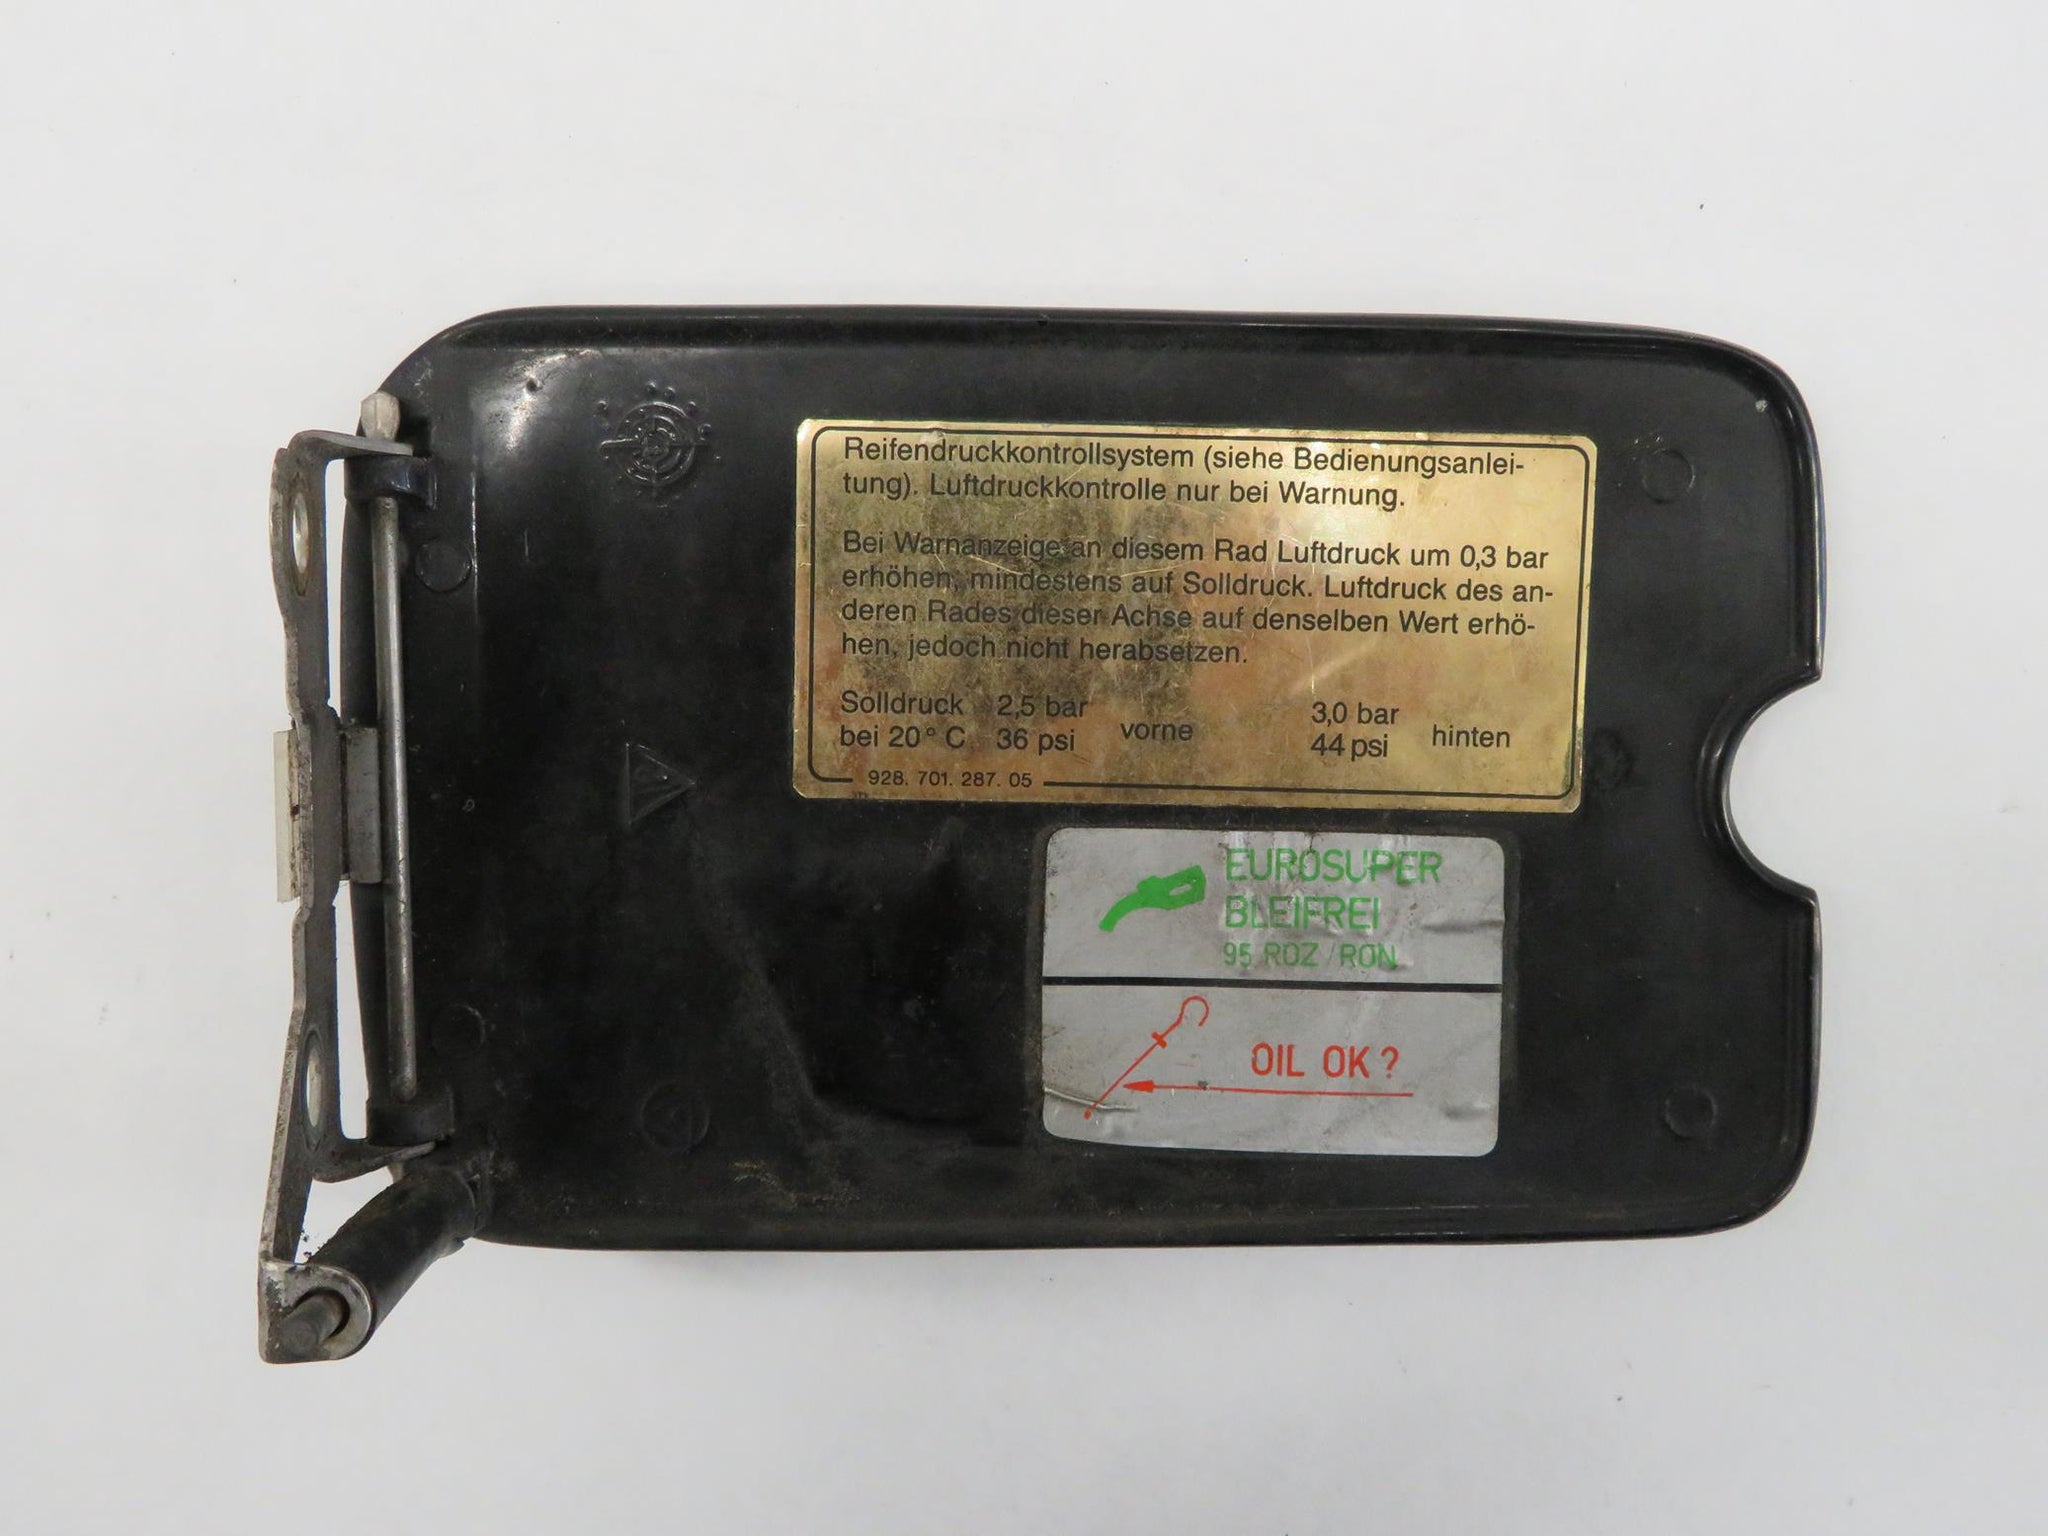 Reifendruckkontrollsystem (siehe Bedienungsanlei-
tung). Luftdruckkontrolle nur bei Warnung.
Bei Warnanzeige an diesem Rad Luftdruck um 0,3 bar
erhöhen, mindestens auf Solldruck. Luftdruck des an-
deren Rades dieser Achse auf denselben Wert erhö-
hen, jedoch nicht herabsetzen.
Solldruck 2,5 bar 3,0 bar
bei 20° C 36 psi vorne 44 psi hinten
928. 701. 287. 05
EUROSUPER
BLEIFREI
95 ROZ / RON
OIL OK?